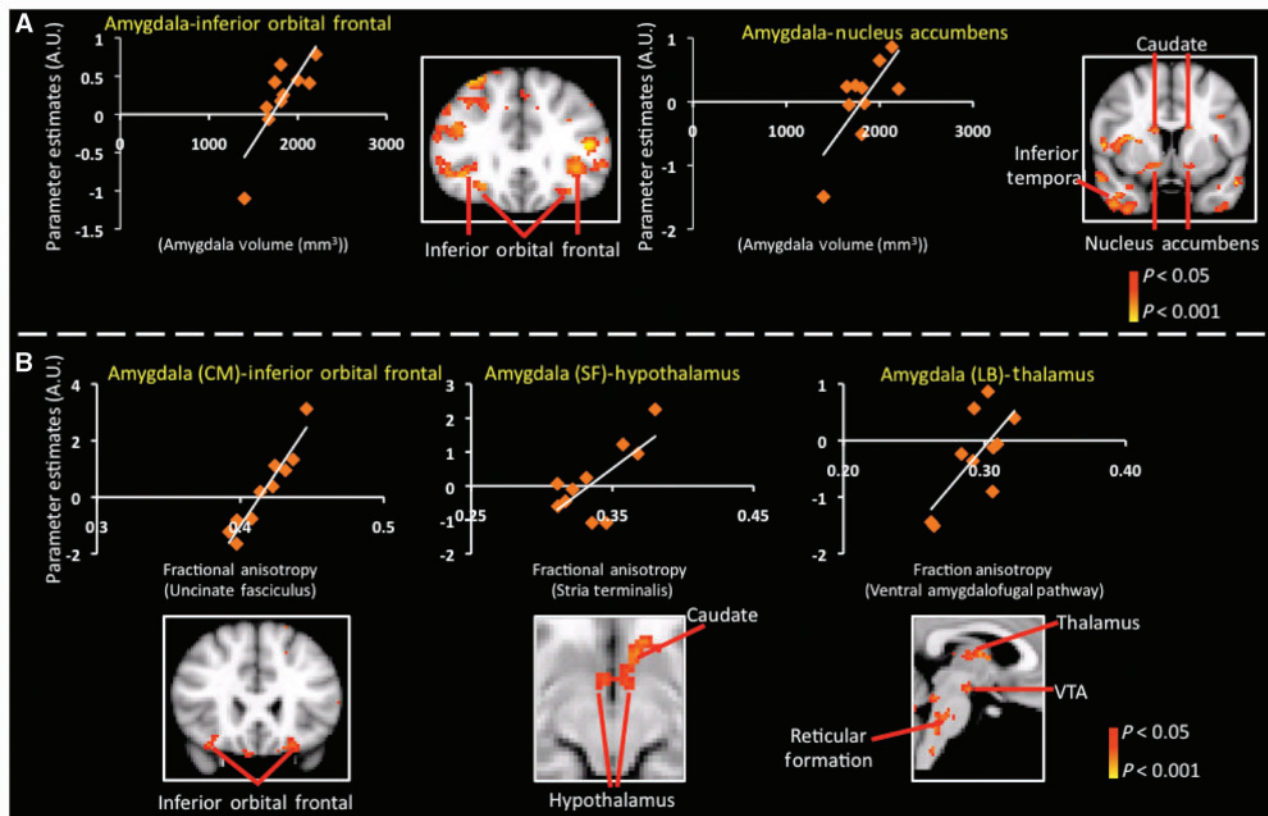 A
Amygdala-inferior orbital frontal
Parameter estimates (A.U.)
1
0.5
0
-0.5
-1
-1.5
0
1000
2000
3000
(Amygdala volume (mm³))
Inferior orbital frontal
Amygdala-nucleus accumbens
Parameter estimates (A.U.)
1
0
-1
-2
0
1000
2000
3000
(Amygdala volume (mm³))
Caudate
Inferior
tempora
Nucleus accumbens
P < 0.05
P < 0.001
B
Amygdala (CM)-inferior orbital frontal
Parameter estimates (A.U.)
4
2
0
-2
0.3
0.4
0.5
Fractional anisotropy
(Uncinate fasciculus)
Inferior orbital frontal
Amygdala (SF)-hypothalamus
3
2
1
0
-1
-2
0.25
0.35
0.45
Fractional anisotropy
(Stria terminalis)
Caudate
Hypothalamus
Amygdala (LB)-thalamus
1
0
-1
-2
0.20
0.30
0.40
Fraction anisotropy
(Ventral amygdalofugal pathway)
Thalamus
VTA
Reticular
formation
P < 0.05
P < 0.001